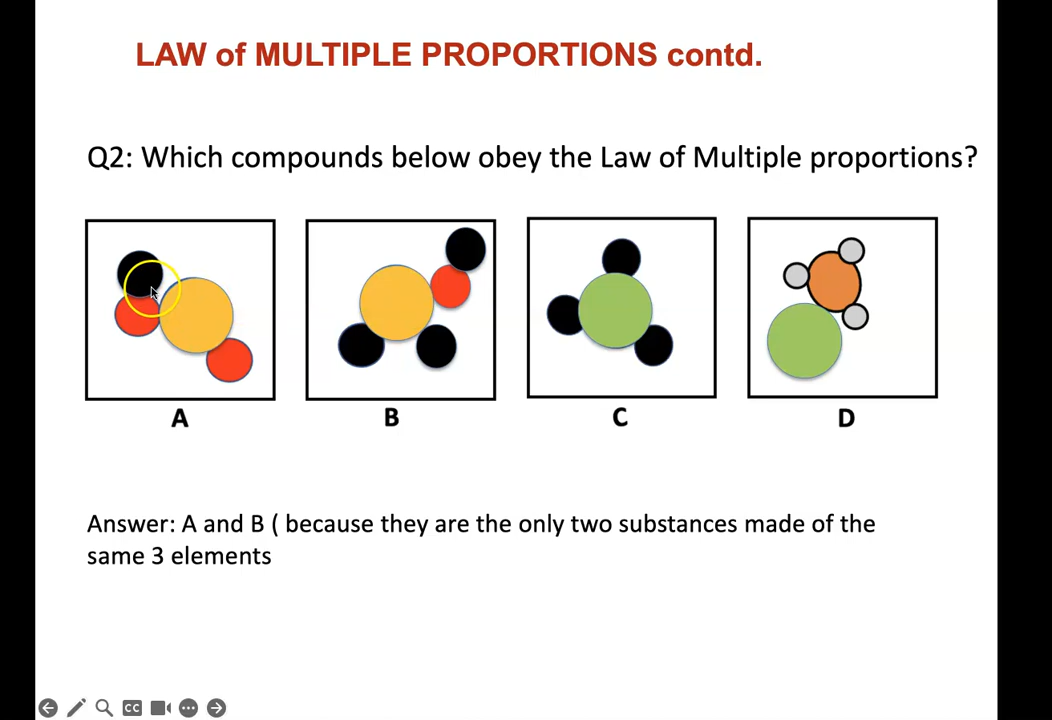 LAW of MULTIPLE PROPORTIONS contd.
Q2: Which compounds below obey the Law of Multiple proportions?
A B C D
Answer: A and B ( because they are the only two substances made of the
same 3 elements
CC